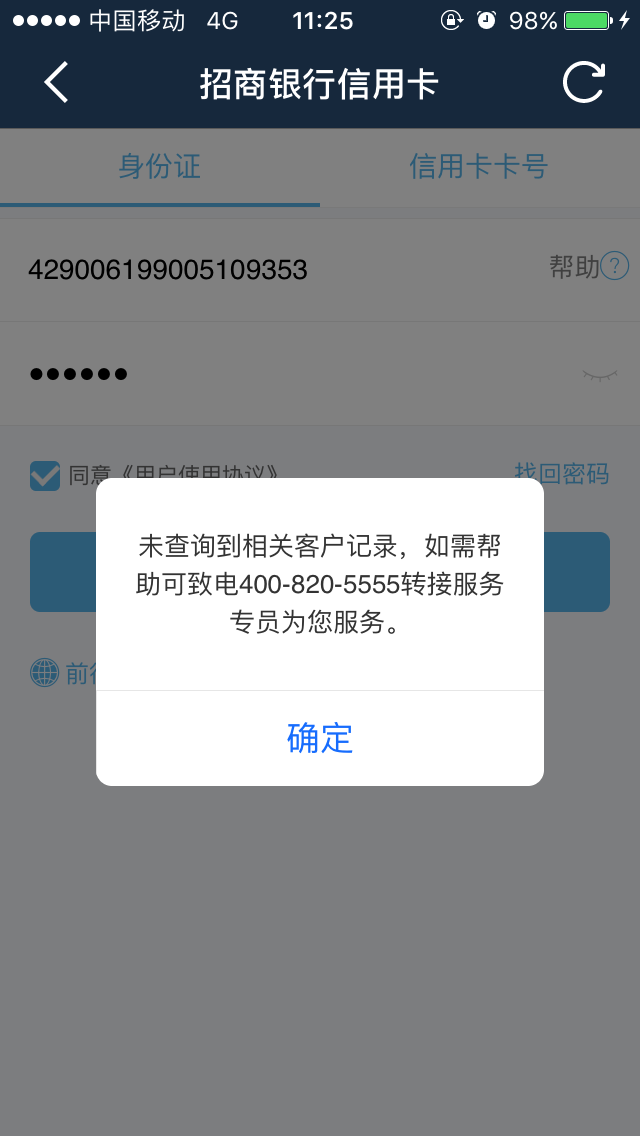 中国移动 4G 11:25 98%
招商银行信用卡
身份证 信用卡卡号
429006199005109353 帮助?
同意《用户使用协议》 找回密码
未查询到相关客户记录，如需帮
助可致电400-820-5555转接服务
专员为您服务。
前往
确定